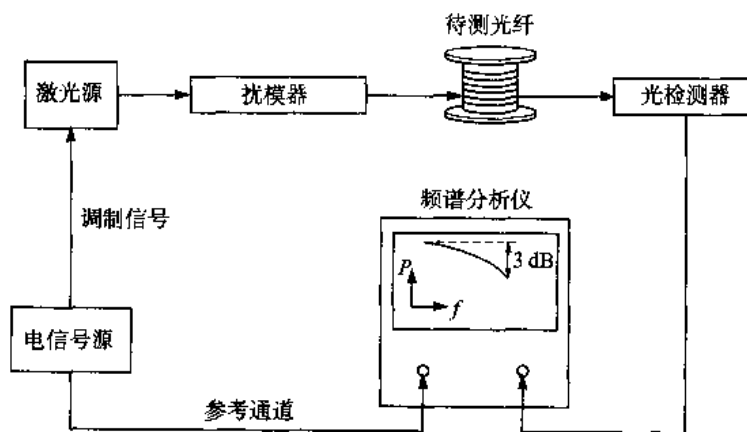 待测光纤
激光源
扰模器
光检测器
调制信号
频谱分析仪
3 dB
P
f
电信号源
参考通道